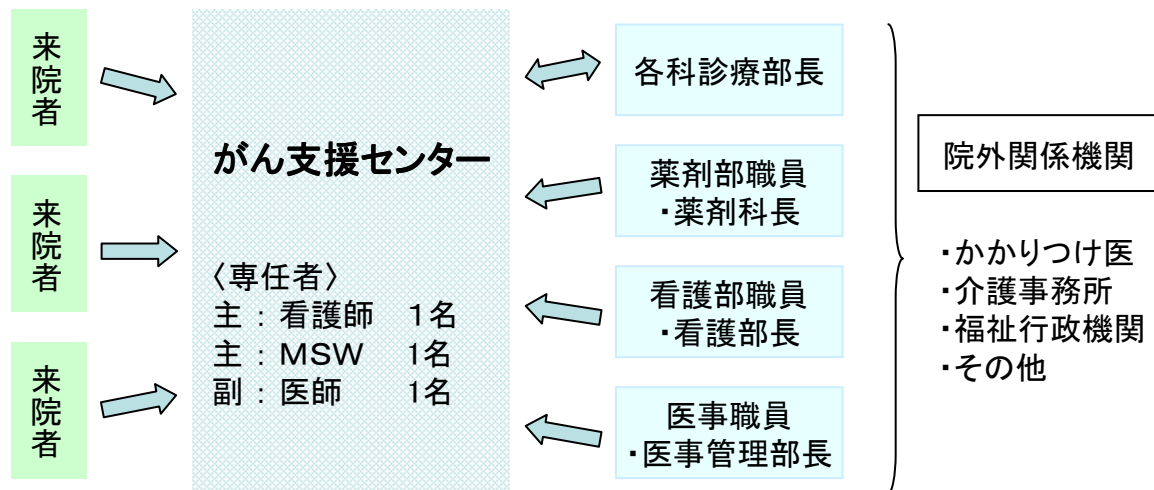 来院者
来院者
来院者
がん支援センター
〈専任者〉
主：看護師　1名
主：MSW　1名
副：医師　1名
各科診療部長
薬剤部職員
・薬剤科長
看護部職員
・看護部長
医事職員
・医事管理部長
院外関係機関
・かかりつけ医
・介護事務所
・福祉行政機関
・その他